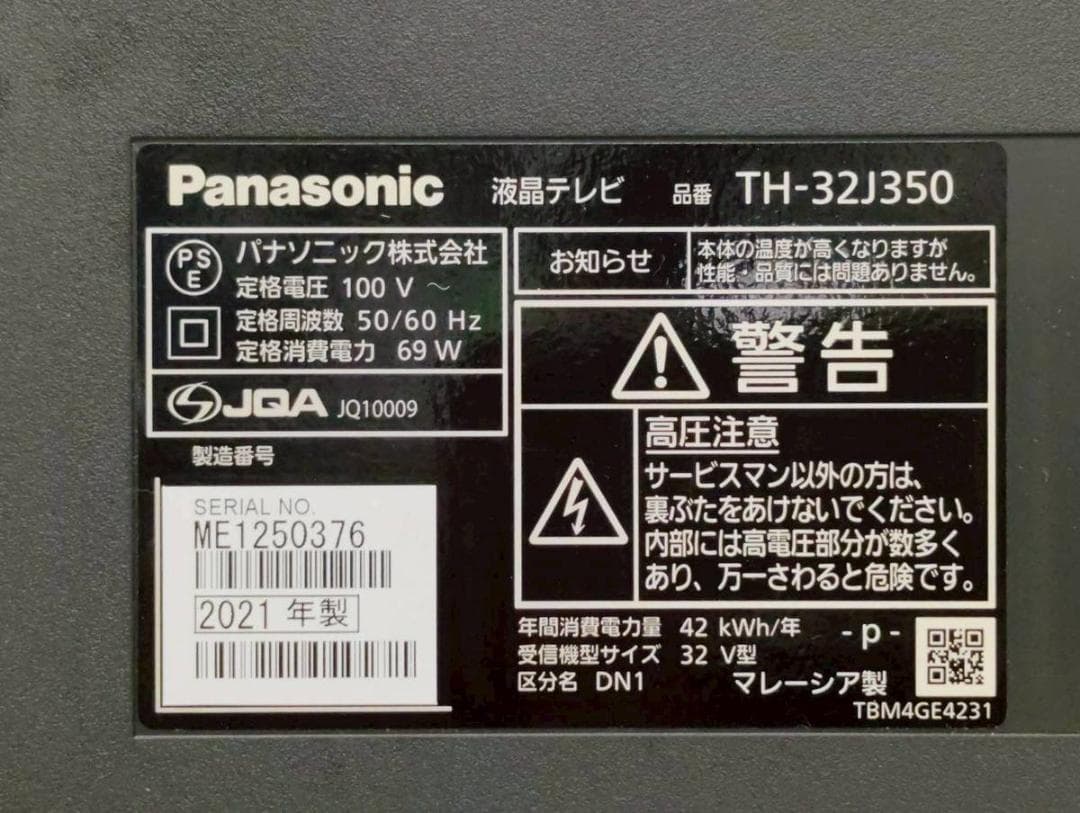 Panasonic 液晶テレビ 品番 TH-32J350
PS
E
パナソニック株式会社
定格電圧 100 V ～
定格周波数 50/60 Hz
定格消費電力 69 W
JQA JQ10009
製造番号
SERIAL NO.
ME1250376
2021 年製
お知らせ
本体の温度が高くなりますが
性能・品質には問題ありません。
警告
高圧注意
サービスマン以外の方は、
裏ぶたをあけないでください。
内部には高電圧部分が数多く
あり、万一さわると危険です。
年間消費電力量 42 kWh/年 - p -
受信機型サイズ 32 V型
区分名 DN1 マレーシア製
TBM4GE4231